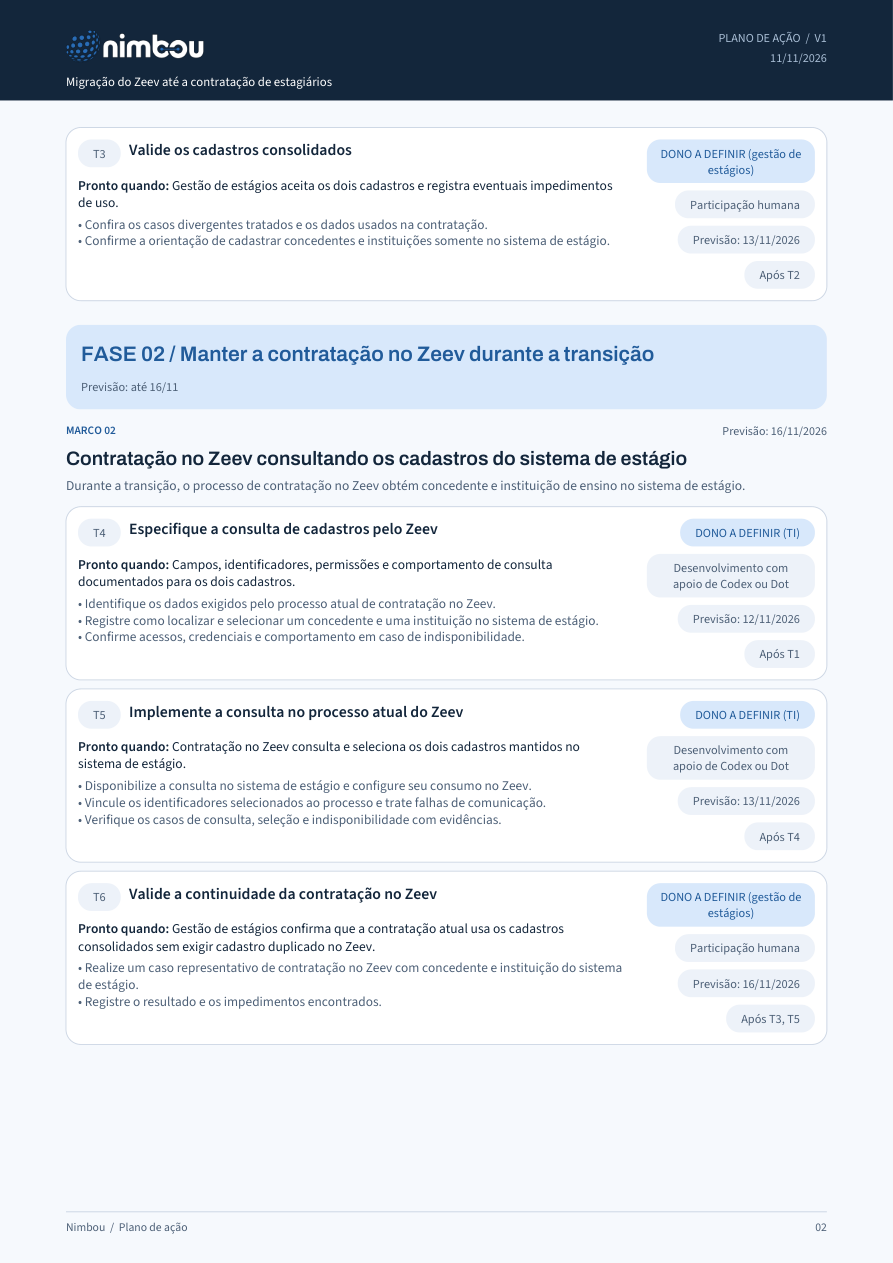 nimbou
PLANO DE AÇÃO / V1
11/11/2026
Migração do Zeev até a contratação de estagiários
T3
Valide os cadastros consolidados
DONO A DEFINIR (gestão de
estágios)
Pronto quando: Gestão de estágios aceita os dois cadastros e registra eventuais impedimentos
de uso.
• Confira os casos divergentes tratados e os dados usados na contratação.
• Confirme a orientação de cadastrar concedentes e instituições somente no sistema de estágio.
Participação humana
Previsão: 13/11/2026
Após T2
FASE 02 / Manter a contratação no Zeev durante a transição
Previsão: até 16/11
MARCO 02
Previsão: 16/11/2026
Contratação no Zeev consultando os cadastros do sistema de estágio
Durante a transição, o processo de contratação no Zeev obtém concedente e instituição de ensino no sistema de estágio.
T4
Especifique a consulta de cadastros pelo Zeev
DONO A DEFINIR (TI)
Pronto quando: Campos, identificadores, permissões e comportamento de consulta
documentados para os dois cadastros.
• Identifique os dados exigidos pelo processo atual de contratação no Zeev.
• Registre como localizar e selecionar um concedente e uma instituição no sistema de estágio.
• Confirme acessos, credenciais e comportamento em caso de indisponibilidade.
Desenvolvimento com
apoio de Codex ou Dot
Previsão: 12/11/2026
Após T1
T5
Implemente a consulta no processo atual do Zeev
DONO A DEFINIR (TI)
Pronto quando: Contratação no Zeev consulta e seleciona os dois cadastros mantidos no
sistema de estágio.
• Disponibilize a consulta no sistema de estágio e configure seu consumo no Zeev.
• Vincule os identificadores selecionados ao processo e trate falhas de comunicação.
• Verifique os casos de consulta, seleção e indisponibilidade com evidências.
Desenvolvimento com
apoio de Codex ou Dot
Previsão: 13/11/2026
Após T4
T6
Valide a continuidade da contratação no Zeev
DONO A DEFINIR (gestão de
estágios)
Pronto quando: Gestão de estágios confirma que a contratação atual usa os cadastros
consolidados sem exigir cadastro duplicado no Zeev.
• Realize um caso representativo de contratação no Zeev com concedente e instituição do sistema
de estágio.
• Registre o resultado e os impedimentos encontrados.
Participação humana
Previsão: 16/11/2026
Após T3, T5
Nimbou / Plano de ação
02